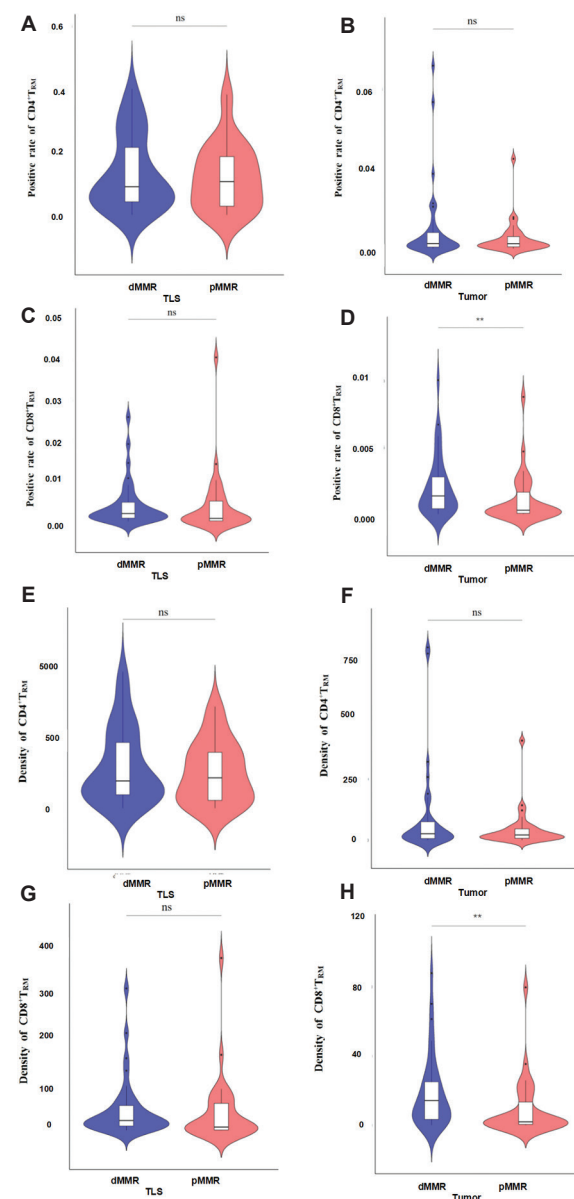 A
ns
Positive rate of CD4⁺TRM
0.6
0.4
0.2
0.0
dMMR pMMR
TLS
B
ns
Positive rate of CD4⁺TRM
0.06
0.04
0.00
dMMR pMMR
Tumor
C
ns
Positive rate of CD8⁺TRM
0.05
0.04
0.03
0.02
0.01
0.00
dMMR pMMR
TLS
D
**
Positive rate of CD8⁺TRM
0.01
0.005
0.000
dMMR pMMR
Tumor
E
ns
Density of CD4⁺TRM
5000
500
0
dMMR pMMR
TLS
F
ns
Density of CD4⁺TRM
750
500
250
0
dMMR pMMR
Tumor
G
ns
Density of CD8⁺TRM
400
300
200
100
0
dMMR pMMR
TLS
H
**
Density of CD8⁺TRM
120
80
40
0
dMMR pMMR
Tumor